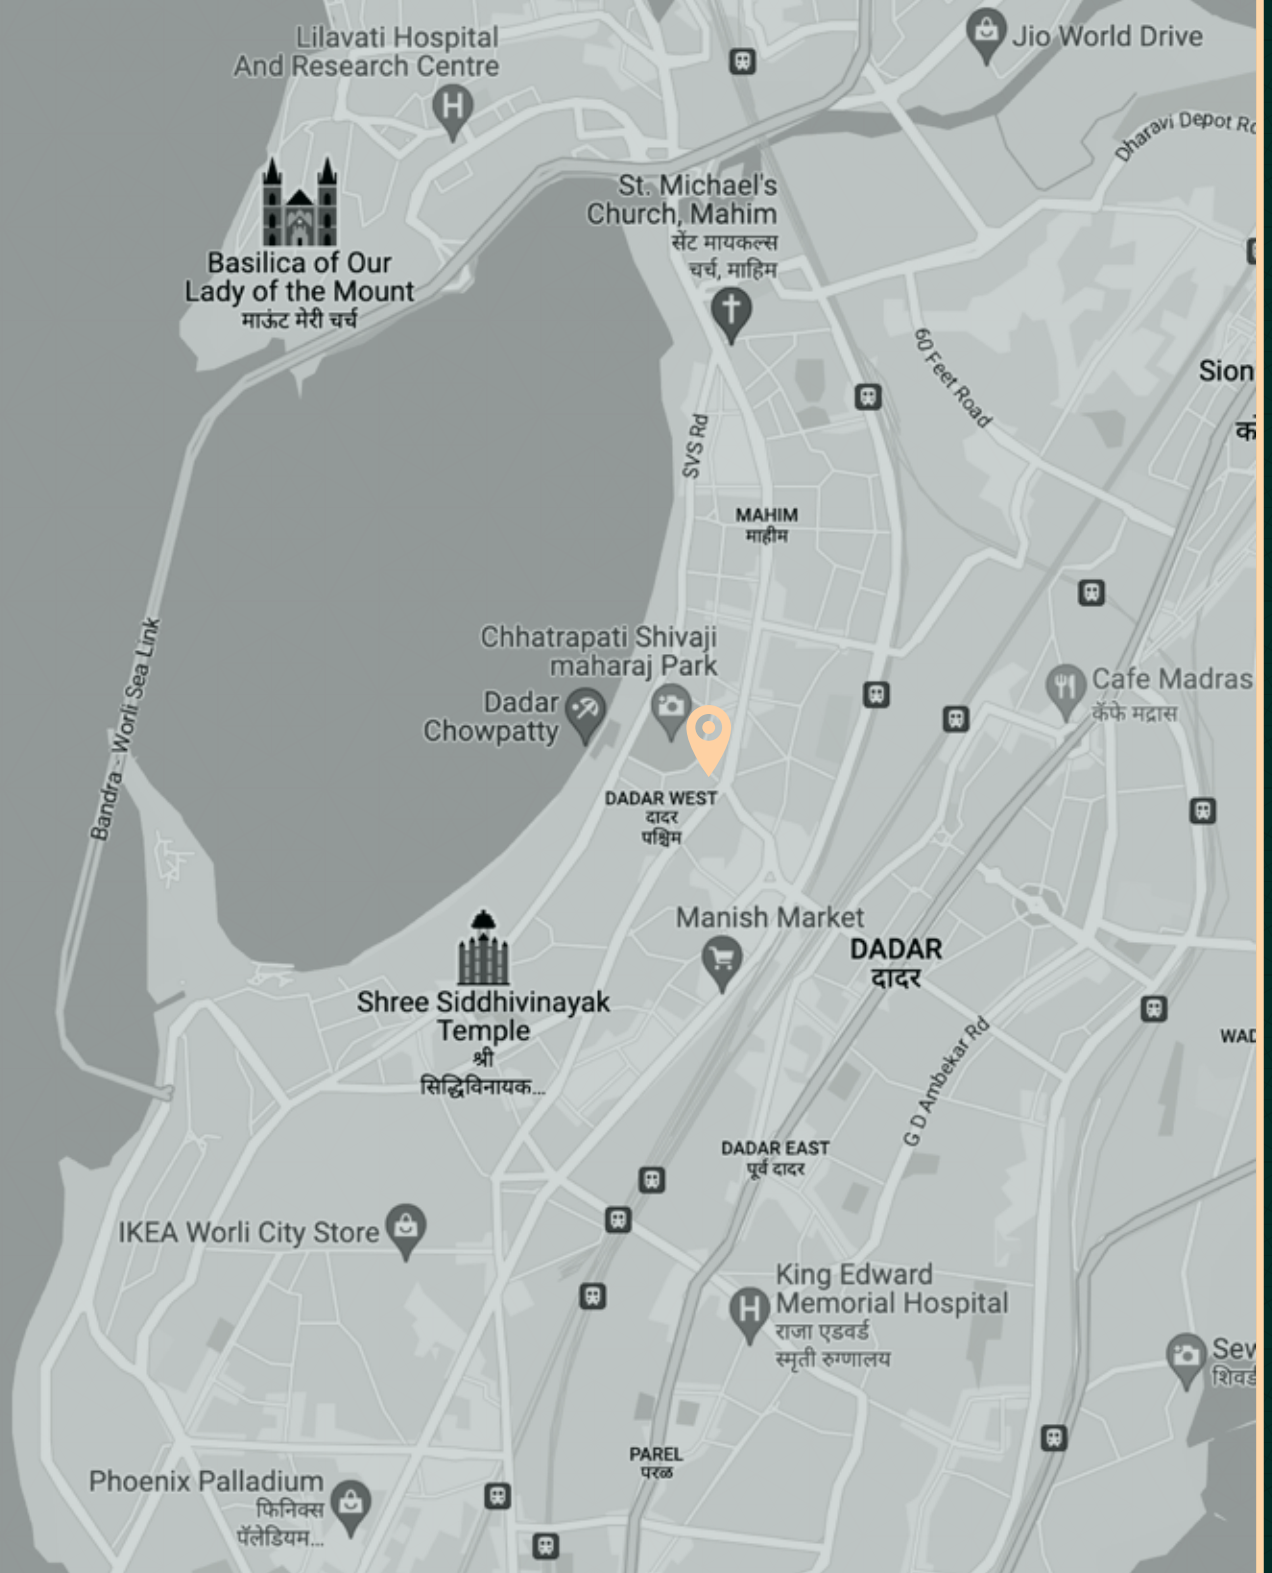 Lilavati Hospital
And Research Centre
Jio World Drive
Dharavi Depot Rd
St. Michael's
Church, Mahim
सेंट मायकल्स
चर्च, माहिम
Basilica of Our
Lady of the Mount
माऊंट मेरी चर्च
60 Feet Road
Sion
SVS Rd
MAHIM
माहीम
Bandra - Worli Sea Link
Chhatrapati Shivaji
maharaj Park
Dadar
Chowpatty
Cafe Madras
कॅफे मद्रास
DADAR WEST
दादर
पश्चिम
Manish Market
DADAR
दादर
Shree Siddhivinayak
Temple
श्री
सिद्धिविनायक...
G D Ambekar Rd
WAD
DADAR EAST
पूर्व दादर
IKEA Worli City Store
King Edward
Memorial Hospital
राजा एडवर्ड
स्मृती रुग्णालय
Sew
शिवडी
PAREL
परळ
Phoenix Palladium
फिनिक्स
पॅलेडियम...